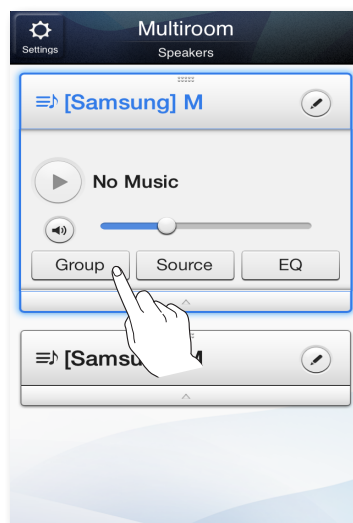 Multiroom
Settings
Speakers
[Samsung] M
No Music
Group Source EQ